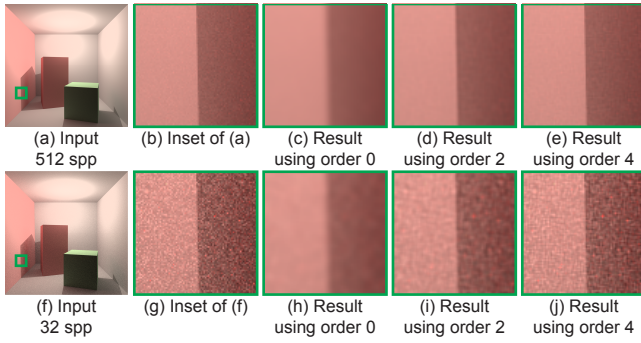 (a) Input
512 spp
(b) Inset of (a)
(c) Result
using order 0
(d) Result
using order 2
(e) Result
using order 4
(f) Input
32 spp
(g) Inset of (f)
(h) Result
using order 0
(i) Result
using order 2
(j) Result
using order 4